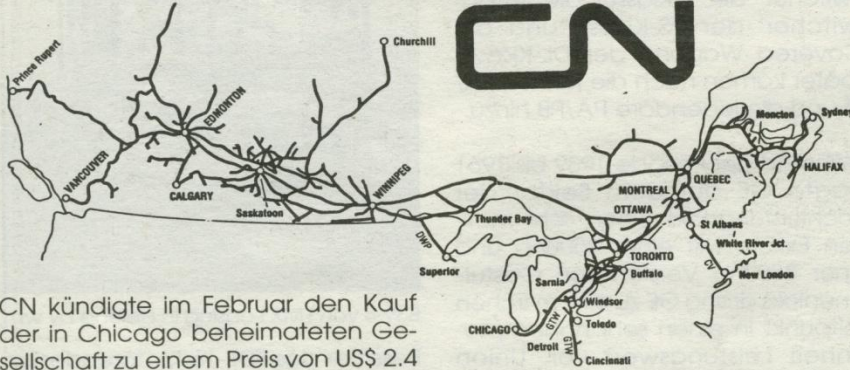 CN
Prince Rupert
Churchill
EDMONTON
VANCOUVER
CALGARY
Saskatoon
WINNIPEG
Thunder Bay
DWP
Superior
Moncton
Sydney
QUEBEC
HALIFAX
MONTREAL
OTTAWA
St Albans
White River Jct.
CV
New London
TORONTO
Buffalo
Sarnia
Windsor
Toledo
CHICAGO
GTW
Detroit
GTW
Cincinnati
CN kündigte im Februar den Kauf
der in Chicago beheimateten Ge-
sellschaft zu einem Preis von US$ 2.4